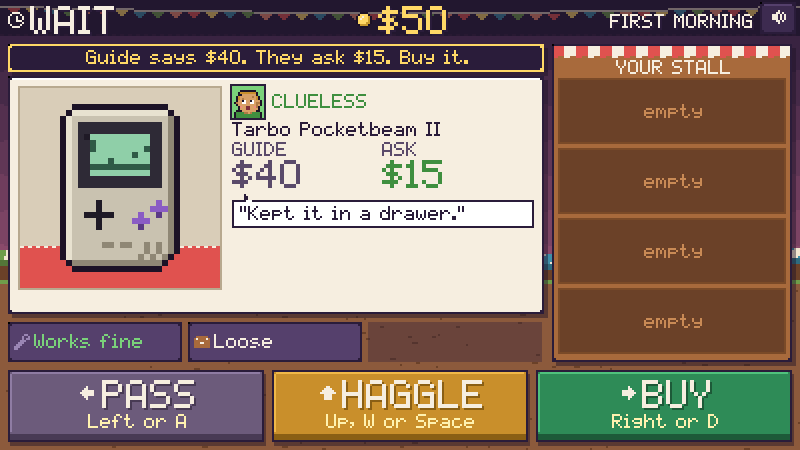 WAIT
$50
FIRST MORNING
Guide says $40. They ask $15. Buy it.
CLUELESS
Tarbo Pocketbeam II
GUIDE
ASK
$40
$15
"Kept it in a drawer."
Works fine
Loose
YOUR STALL
empty
empty
empty
empty
PASS
Left or A
HAGGLE
Up, W or Space
BUY
Right or D